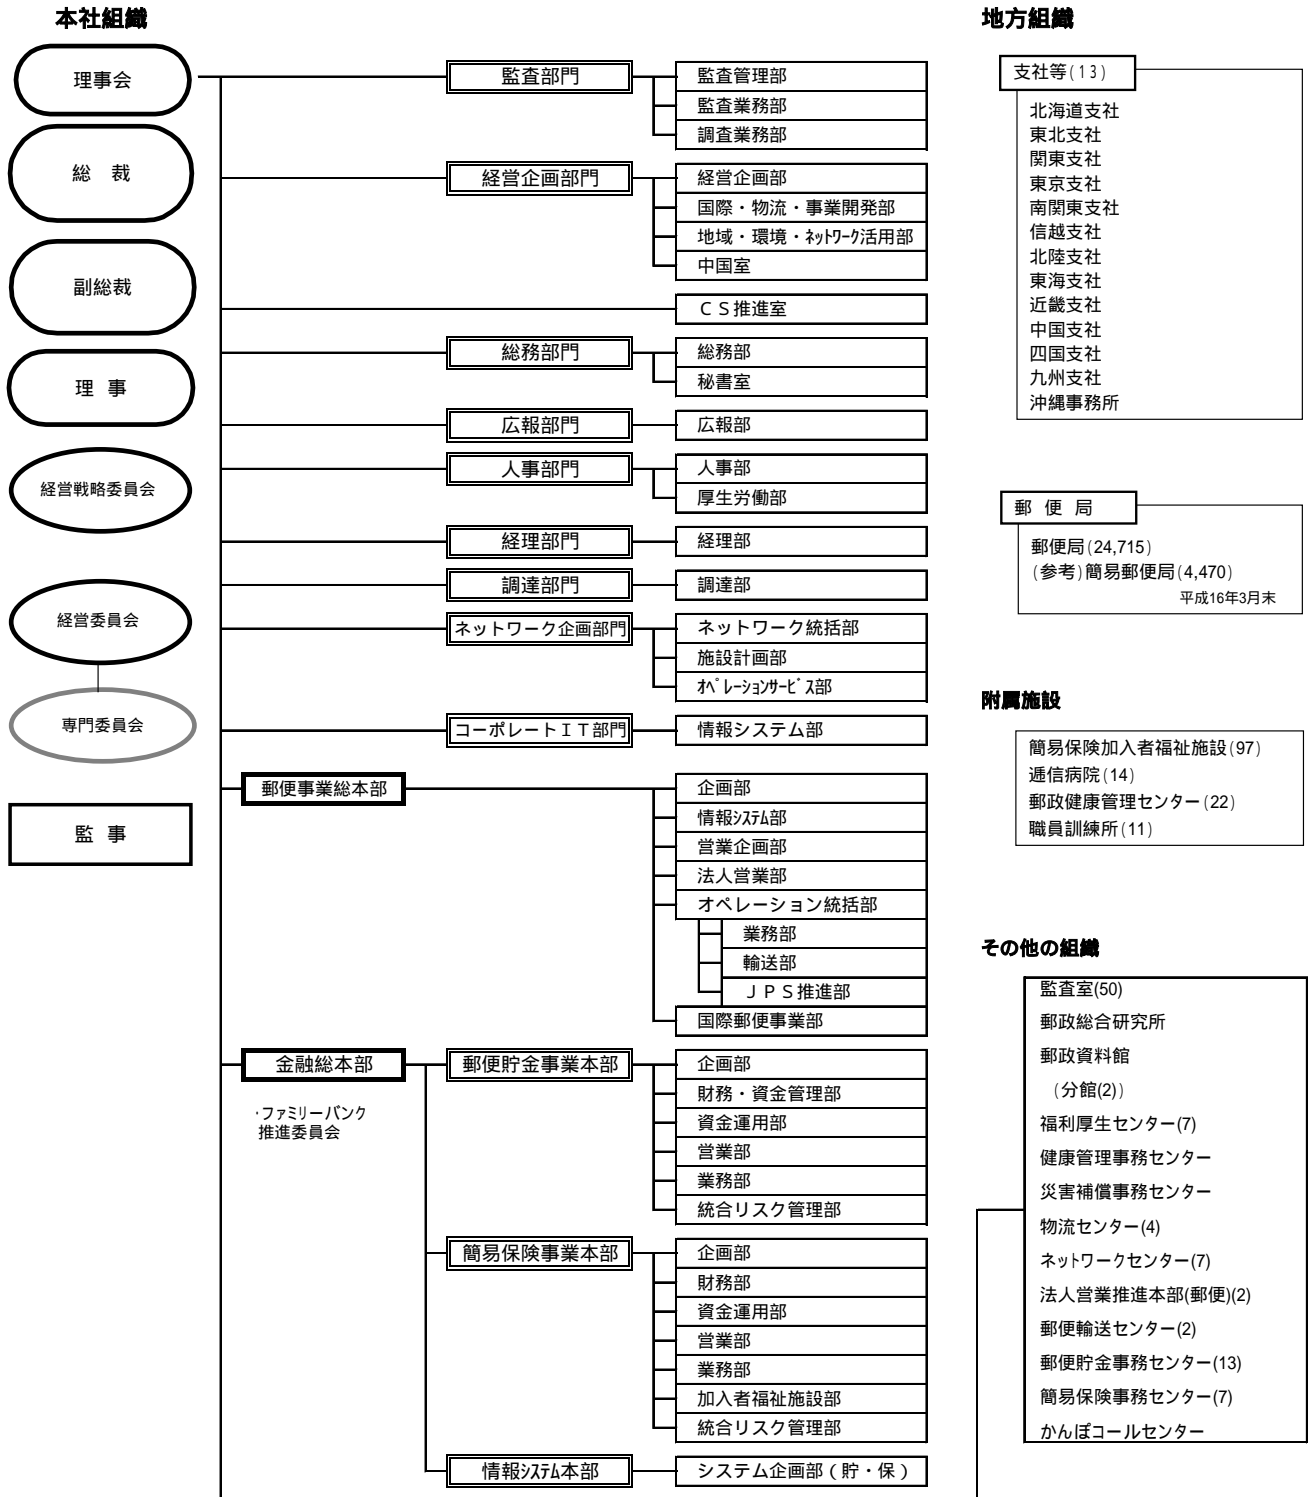 本社組織
理事会
総 裁
副総裁
理 事
経営戦略委員会
経営委員会
専門委員会
監 事
監査部門
監査管理部
監査業務部
調査業務部
経営企画部門
経営企画部
国際・物流・事業開発部
地域・環境・ネットワーク活用部
中国室
CS推進室
総務部門
総務部
秘書室
広報部門
広報部
人事部門
人事部
厚生労働部
経理部門
経理部
調達部門
調達部
ネットワーク企画部門
ネットワーク統括部
施設計画部
オペレーションサービス部
コーポレートIT部門
情報システム部
郵便事業総本部
企画部
情報システム部
営業企画部
法人営業部
オペレーション統括部
業務部
輸送部
JPS推進部
国際郵便事業部
金融総本部
・ファミリーバンク
推進委員会
郵便貯金事業本部
企画部
財務・資金管理部
資金運用部
営業部
業務部
統合リスク管理部
簡易保険事業本部
企画部
財務部
資金運用部
営業部
業務部
加入者福祉施設部
統合リスク管理部
情報システム本部
システム企画部(貯・保)
地方組織
支社等(13)
北海道支社
東北支社
関東支社
東京支社
南関東支社
信越支社
北陸支社
東海支社
近畿支社
中国支社
四国支社
九州支社
沖縄事務所
郵 便 局
郵便局(24,715)
(参考)簡易郵便局(4,470)
平成16年3月末
附属施設
簡易保険加入者福祉施設(97)
逓信病院(14)
郵政健康管理センター(22)
職員訓練所(11)
その他の組織
監査室(50)
郵政総合研究所
郵政資料館
(分館(2))
福利厚生センター(7)
健康管理事務センター
災害補償事務センター
物流センター(4)
ネットワークセンター(7)
法人営業推進本部(郵便)(2)
郵便輸送センター(2)
郵便貯金事務センター(13)
簡易保険事務センター(7)
かんぽコールセンター